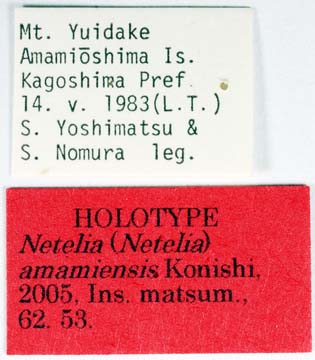 Mt. Yuidake
Amamiōshima Is.
Kagoshima Pref.
14. v. 1983(L.T.)
S. Yoshimatsu &
S. Nomura leg.
HOLOTYPE
Netelia (Netelia)
amamiensis Konishi,
2005, Ins. matsum.,
62. 53.